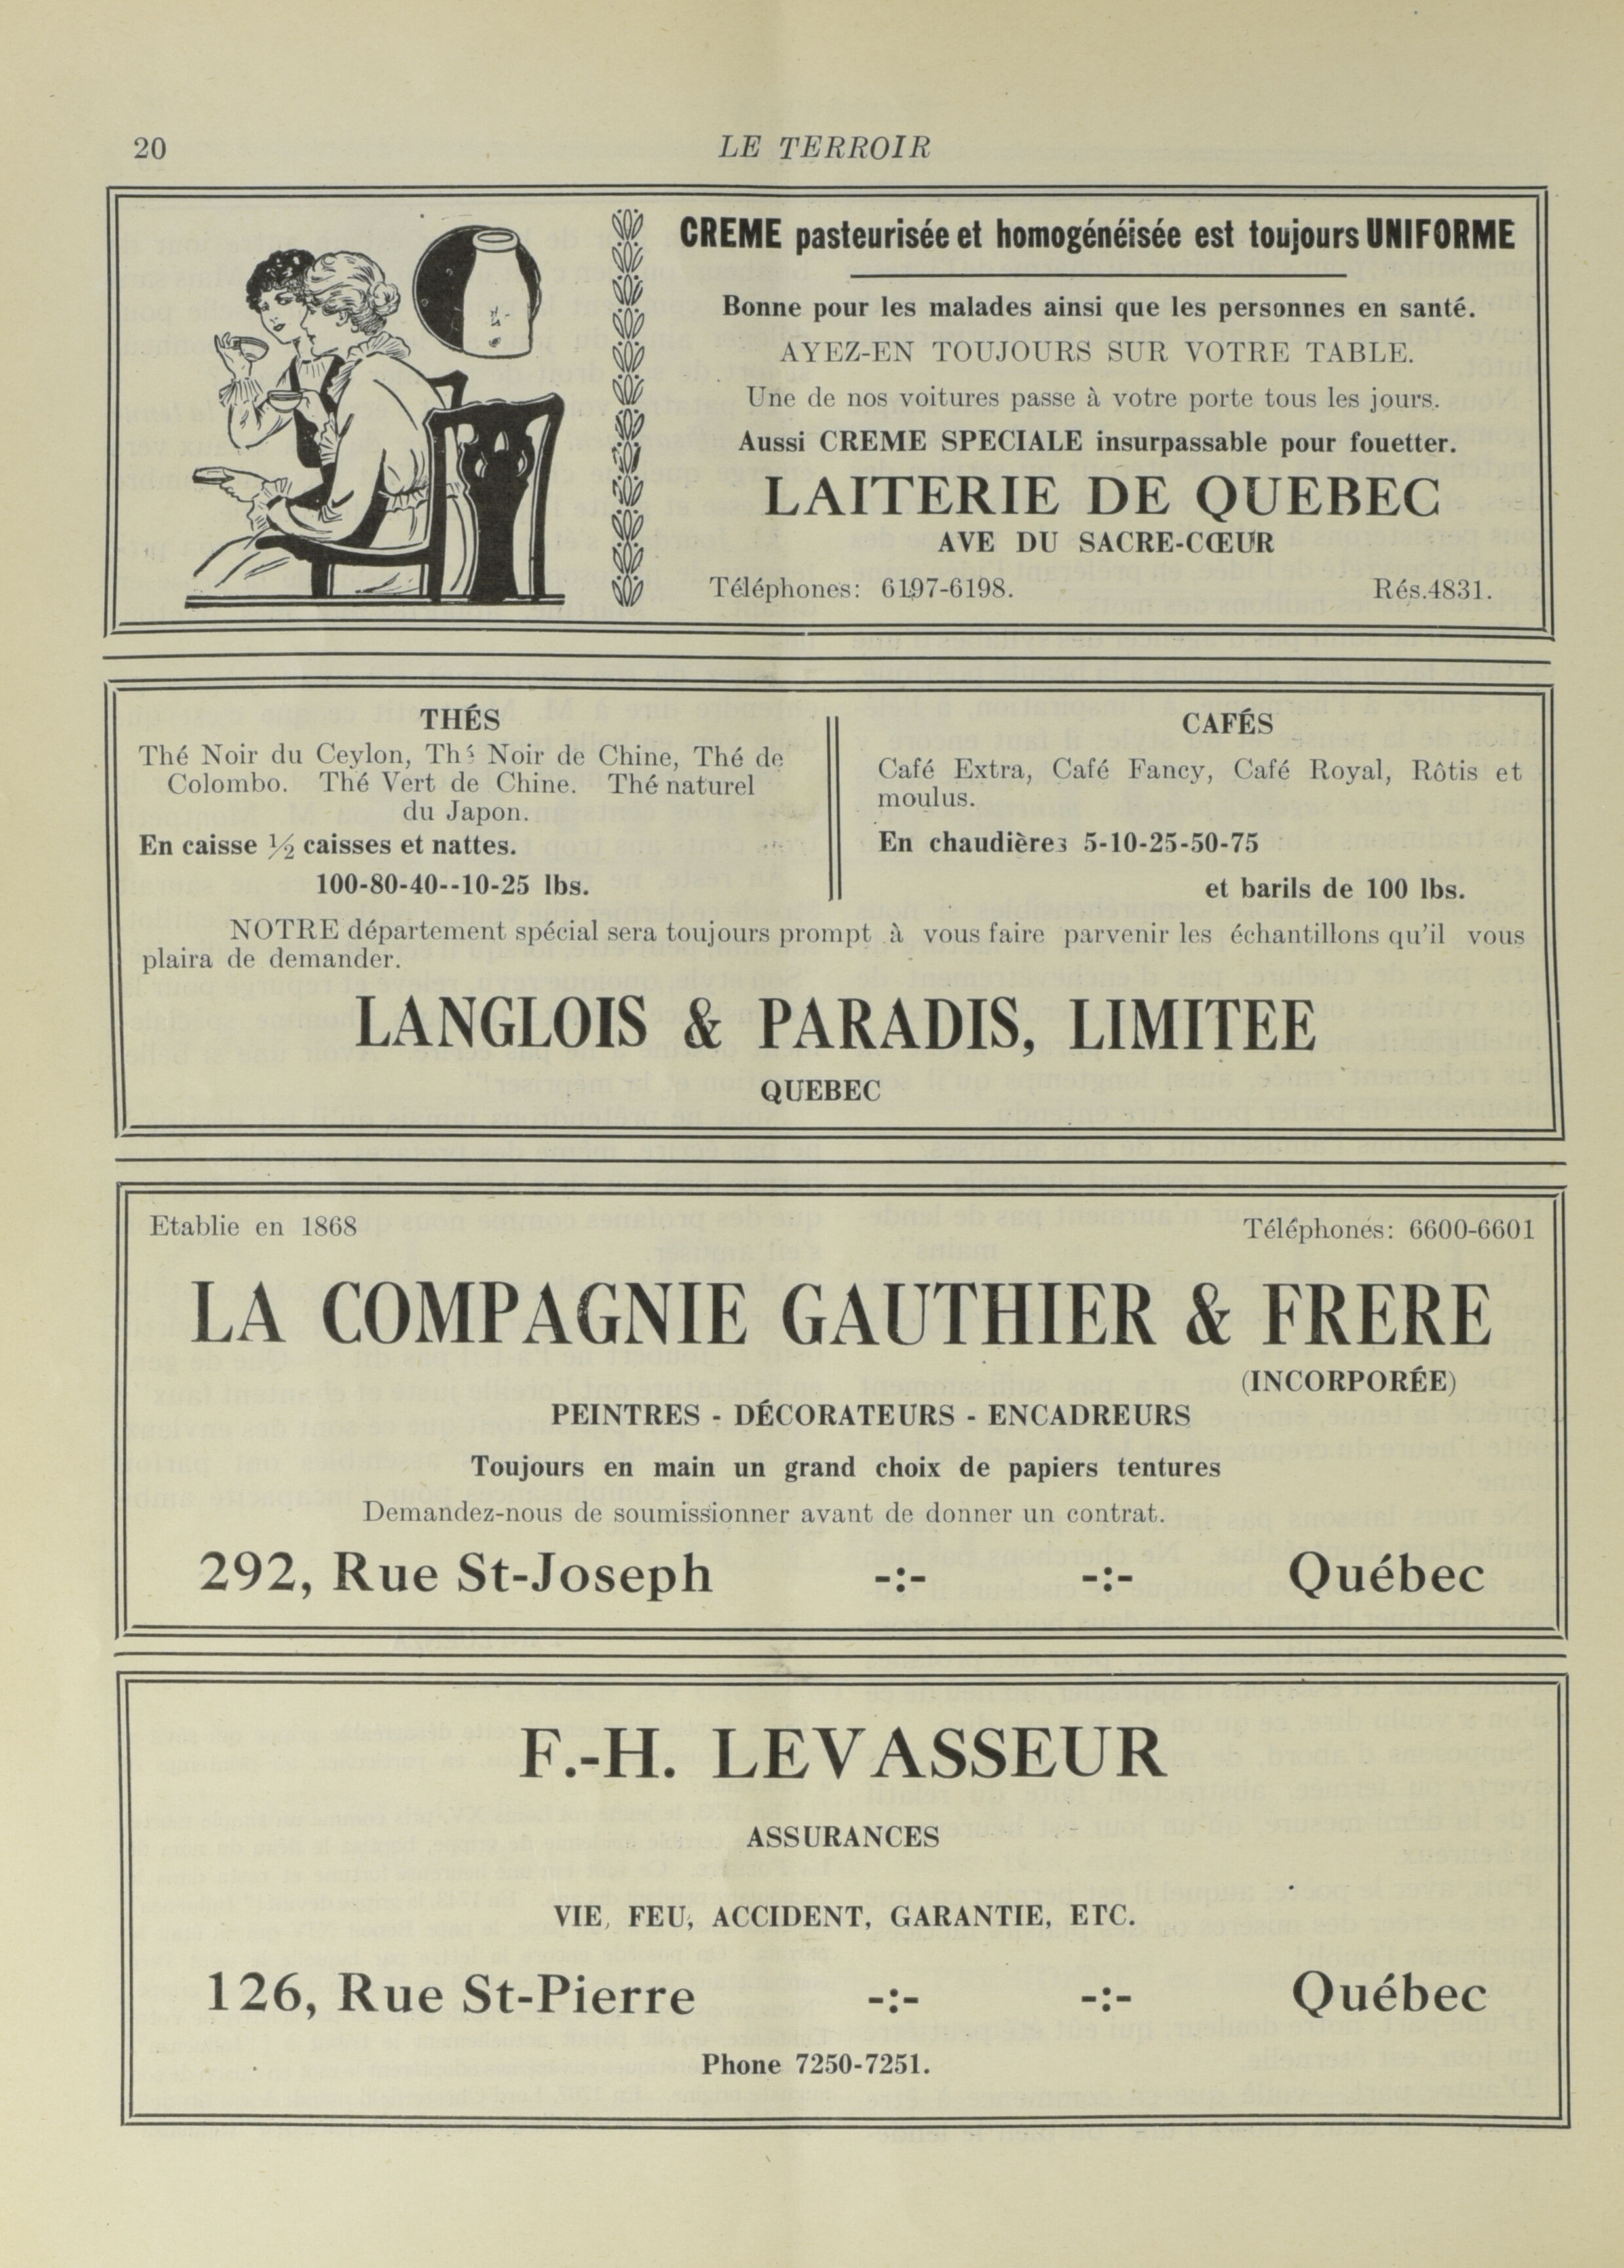 20
LE TERROIR
CREME pasteurisée et homogénéisée est toujours UNIFORME
Bonne pour les malades ainsi que les personnes en santé.
AYEZ-EN TOUJOURS SUR VOTRE TABLE.
Une de nos voitures passe à votre porte tous les jours.
Aussi CREME SPECIALE insurpassable pour fouetter.
LAITERIE DE QUEBEC
AVE DU SACRE-CŒUR
Téléphones: 6197-6198. Rés.4831.
THÉS
Thé Noir du Ceylon, Thé Noir de Chine, Thé de
Colombo. Thé Vert de Chine. Thé naturel
du Japon.
En caisse ½ caisses et nattes.
100-80-40--10-25 lbs.
CAFÉS
Café Extra, Café Fancy, Café Royal, Rôtis et
moulus.
En chaudières 5-10-25-50-75
et barils de 100 lbs.
NOTRE département spécial sera toujours prompt à vous faire parvenir les échantillons qu'il vous
plaira de demander.
LANGLOIS & PARADIS, LIMITEE
QUEBEC
Etablie en 1868 Téléphonés: 6600-6601
LA COMPAGNIE GAUTHIER & FRERE
(INCORPORÉE)
PEINTRES - DÉCORATEURS - ENCADREURS
Toujours en main un grand choix de papiers tentures
Demandez-nous de soumissionner avant de donner un contrat.
292, Rue St-Joseph -:- -:- Québec
F.-H. LEVASSEUR
ASSURANCES
VIE, FEU, ACCIDENT, GARANTIE, ETC.
126, Rue St-Pierre -:- -:- Québec
Phone 7250-7251.